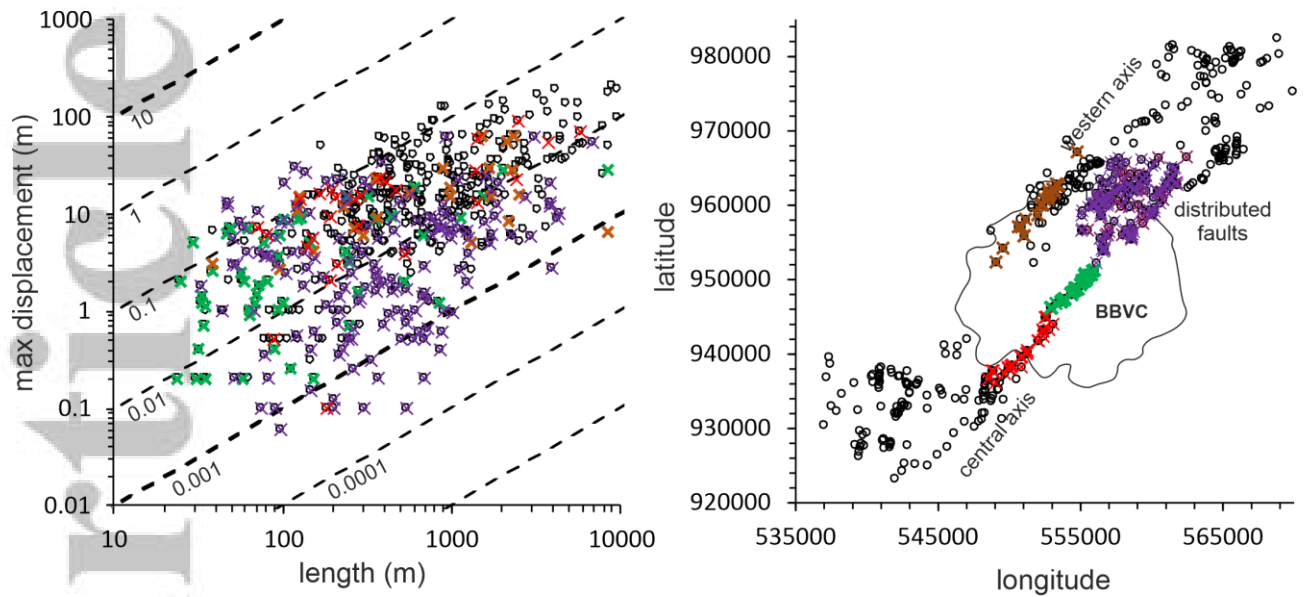 1000
100
10
1
0.1
0.01
max displacement (m)
10
1
0.1
0.01
0.001
0.0001
10
100
1000
10000
length (m)
980000
970000
960000
950000
940000
930000
920000
latitude
western axis
distributed
faults
BBVC
central axis
535000
545000
555000
565000
longitude
rticle